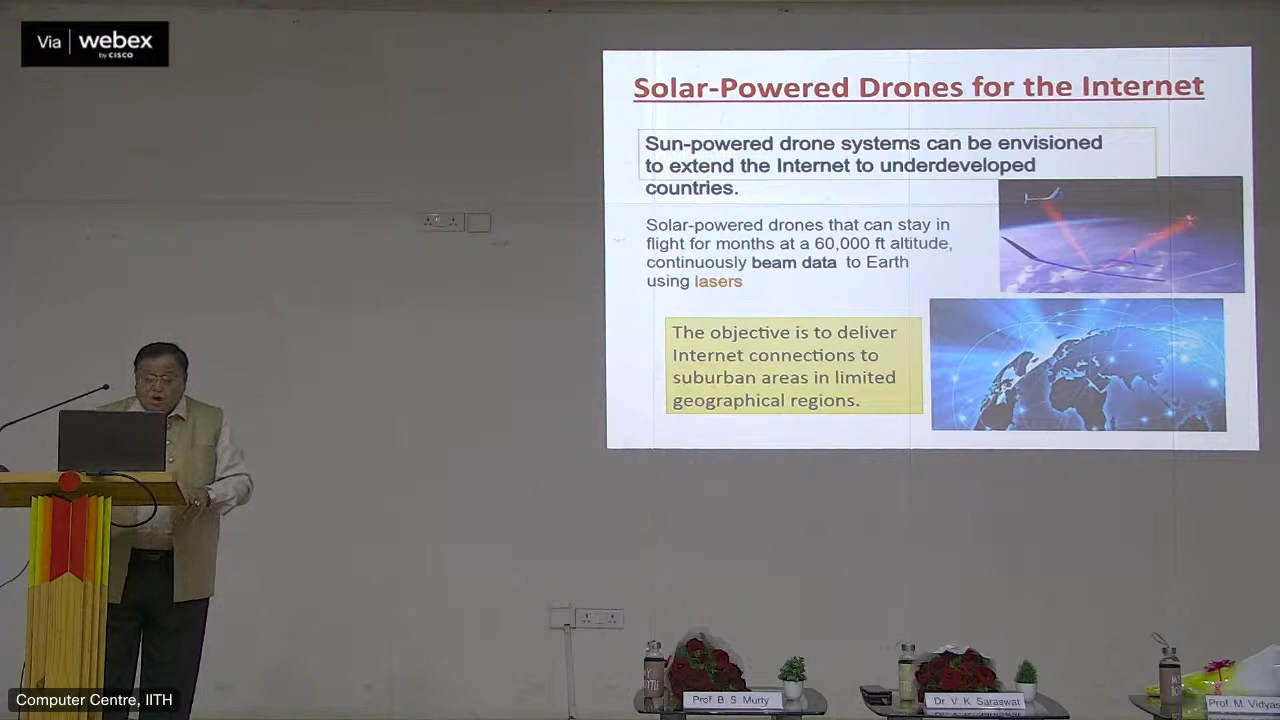 Via webex
by CISCO
Solar-Powered Drones for the Internet
Sun-powered drone systems can be envisioned
to extend the Internet to underdeveloped
countries.
Solar-powered drones that can stay in
flight for months at a 60,000 ft altitude,
continuously beam data to Earth
using lasers
The objective is to deliver
Internet connections to
suburban areas in limited
geographical regions.
Prof B. S. Murty
Dr. V. K. Saraswat
Prof M. Vidyas
Computer Centre, IITH